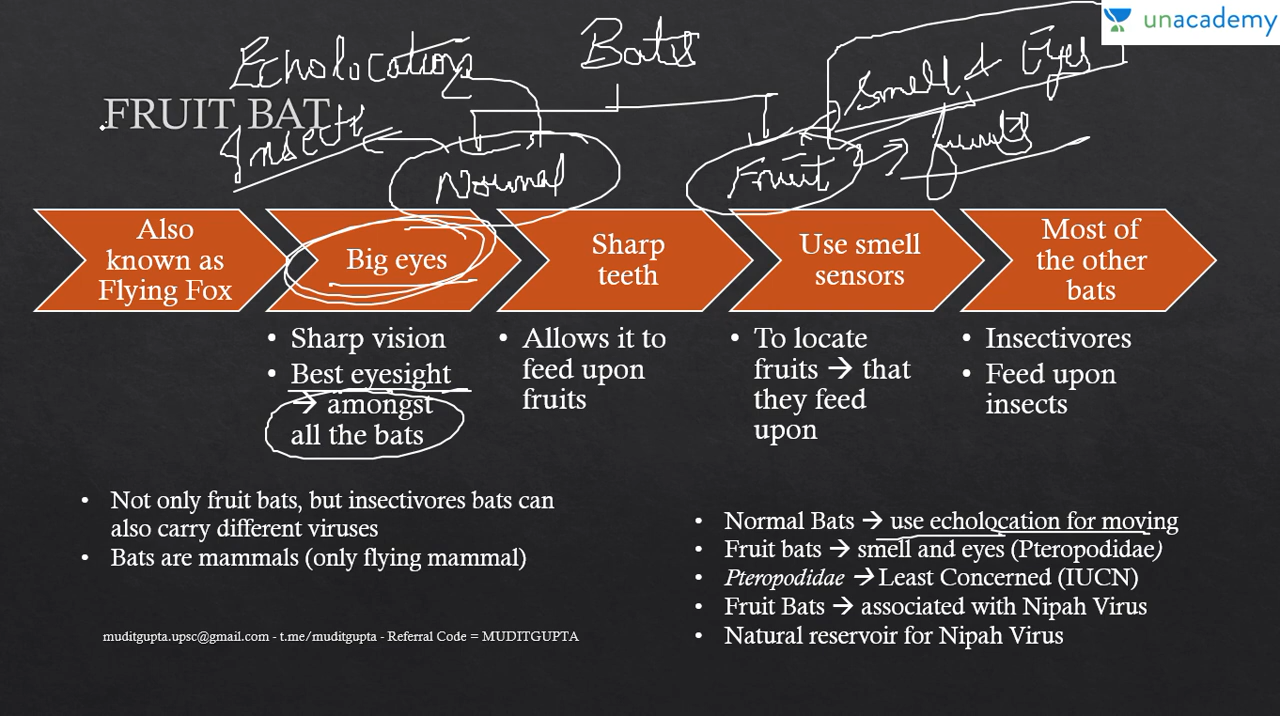 unacademy
Bats
Echolocation
Smell & Eyes
FRUIT BAT
Insects
Normal
Fruit
fruits
Also
known as
Flying Fox
Big eyes
Sharp
teeth
Use smell
sensors
Most of
the other
bats
• Sharp vision
• Best eyesight
→ amongst
all the bats
• Allows it to
feed upon
fruits
• To locate
fruits → that
they feed
upon
• Insectivores
• Feed upon
insects
• Not only fruit bats, but insectivores bats can
also carry different viruses
• Bats are mammals (only flying mammal)
• Normal Bats → use echolocation for moving
• Fruit bats → smell and eyes (Pteropodidae)
• Pteropodidae → Least Concerned (IUCN)
• Fruit Bats → associated with Nipah Virus
• Natural reservoir for Nipah Virus
muditgupta.upsc@gmail.com - t.me/muditgupta - Referral Code = MUDITGUPTA